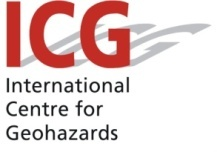 ICG
International
Centre for
Geohazards